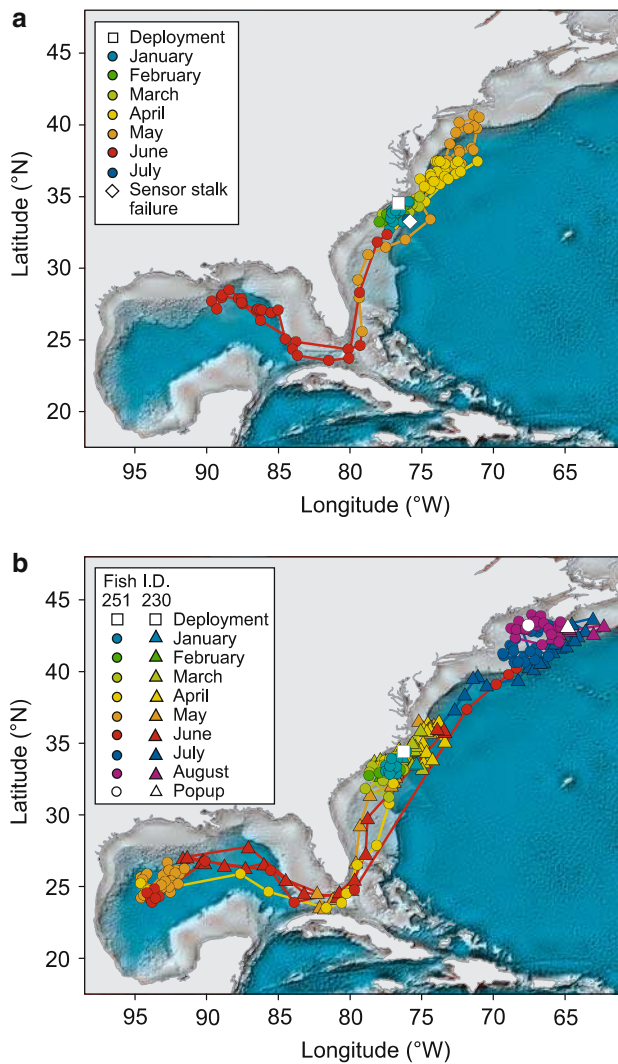 a
Deployment
January
February
March
April
May
June
July
Sensor stalk
failure
45
40
35
30
25
20
Latitude (°N)
95 90 85 80 75 70 65
Longitude (°W)
b
Fish I.D.
251 230
Deployment
January
February
March
April
May
June
July
August
Popup
45
40
35
30
25
20
Latitude (°N)
95 90 85 80 75 70 65
Longitude (°W)